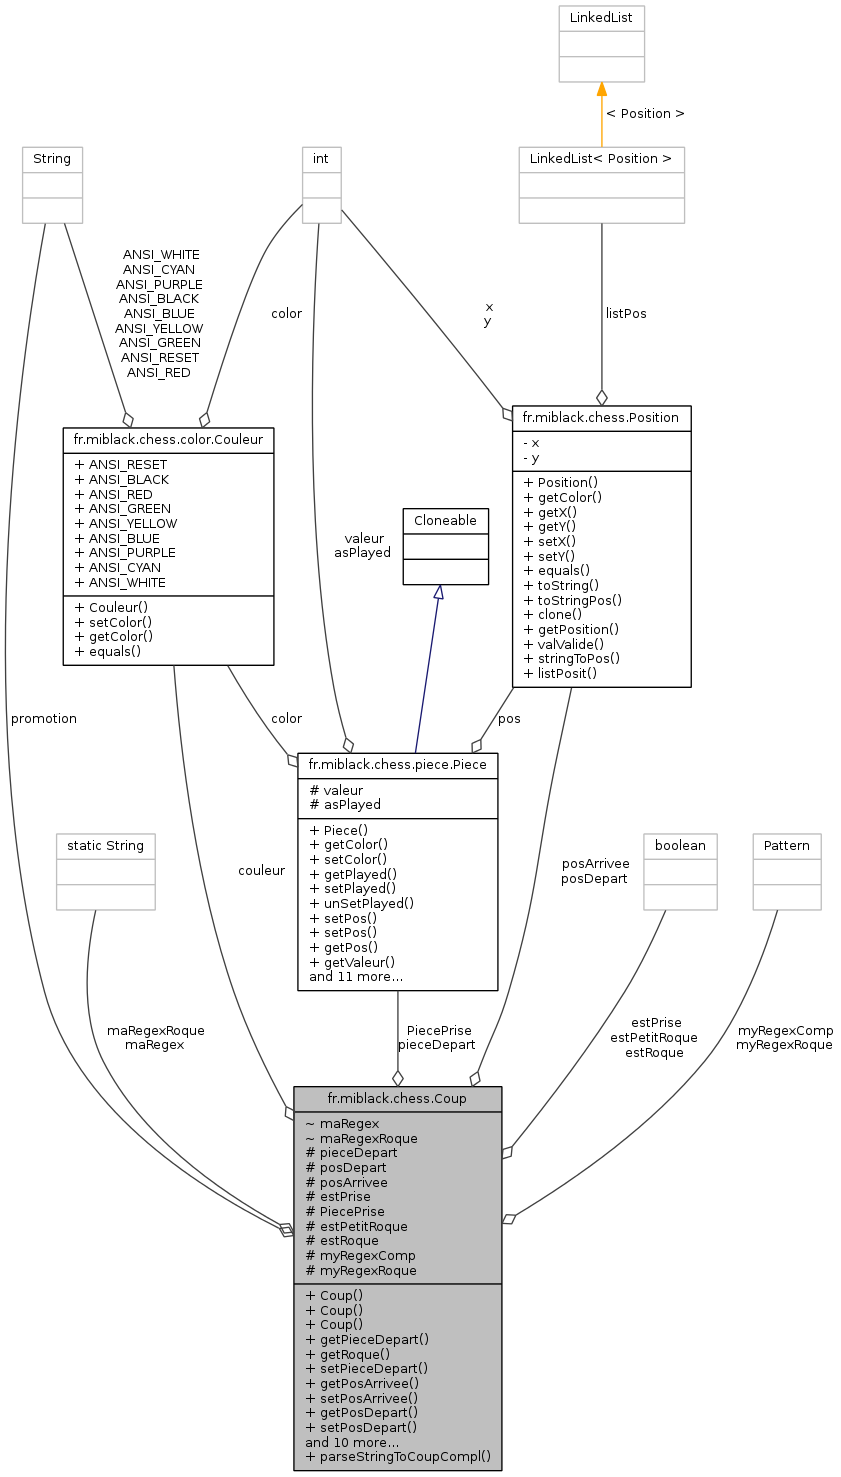 LinkedList
< Position >
String
int
LinkedList< Position >
ANSI_WHITE
ANSI_CYAN
ANSI_PURPLE
ANSI_BLACK
ANSI_BLUE
ANSI_YELLOW
ANSI_GREEN
ANSI_RESET
ANSI_RED
color
x
y
listPos
fr.miblack.chess.color.Couleur
+ ANSI_RESET
+ ANSI_BLACK
+ ANSI_RED
+ ANSI_GREEN
+ ANSI_YELLOW
+ ANSI_BLUE
+ ANSI_PURPLE
+ ANSI_CYAN
+ ANSI_WHITE
+ Couleur()
+ setColor()
+ getColor()
+ equals()
valeur
asPlayed
Cloneable
fr.miblack.chess.Position
- x
- y
+ Position()
+ getColor()
+ getX()
+ getY()
+ setX()
+ setY()
+ equals()
+ toString()
+ toStringPos()
+ clone()
+ getPosition()
+ valValide()
+ stringToPos()
+ listPosit()
promotion
color
pos
fr.miblack.chess.piece.Piece
# valeur
# asPlayed
+ Piece()
+ getColor()
+ setColor()
+ getPlayed()
+ setPlayed()
+ unSetPlayed()
+ setPos()
+ setPos()
+ getPos()
+ getValeur()
and 11 more...
static String
couleur
posArrivee
posDepart
boolean
Pattern
maRegexRoque
maRegex
PiecePrise
pieceDepart
estPrise
estPetitRoque
estRoque
myRegexComp
myRegexRoque
fr.miblack.chess.Coup
~ maRegex
~ maRegexRoque
# pieceDepart
# posDepart
# posArrivee
# estPrise
# PiecePrise
# estPetitRoque
# estRoque
# myRegexComp
# myRegexRoque
+ Coup()
+ Coup()
+ Coup()
+ getPieceDepart()
+ getRoque()
+ setPieceDepart()
+ getPosArrivee()
+ setPosArrivee()
+ getPosDepart()
+ setPosDepart()
and 10 more...
+ parseStringToCoupCompl()